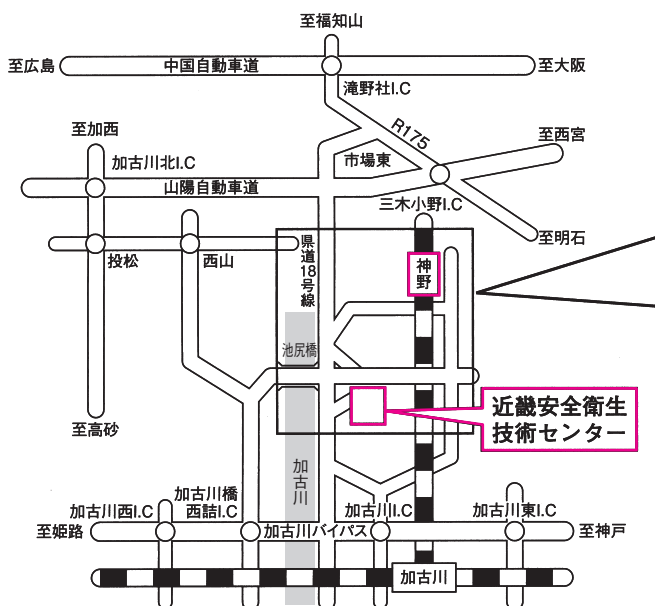 至福知山
至広島
中国自動車道
至大阪
滝野社I.C
R175
至加西
市場東
至西宮
加古川北I.C
山陽自動車道
三木小野I.C
至明石
投松
西山
県道18号線
神野
池尻橋
近畿安全衛生
技術センター
至高砂
加古川
加古川橋
西詰I.C
加古川西I.C
加古川I.C
加古川東I.C
至姫路
加古川バイパス
至神戸
加古川